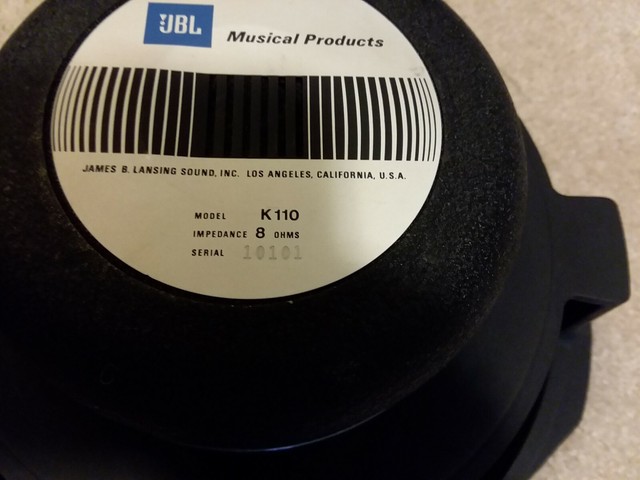 JBL Musical Products
JAMES B. LANSING SOUND, INC. LOS ANGELES, CALIFORNIA, U.S.A.
MODEL K110
IMPEDANCE 8 OHMS
SERIAL 10101